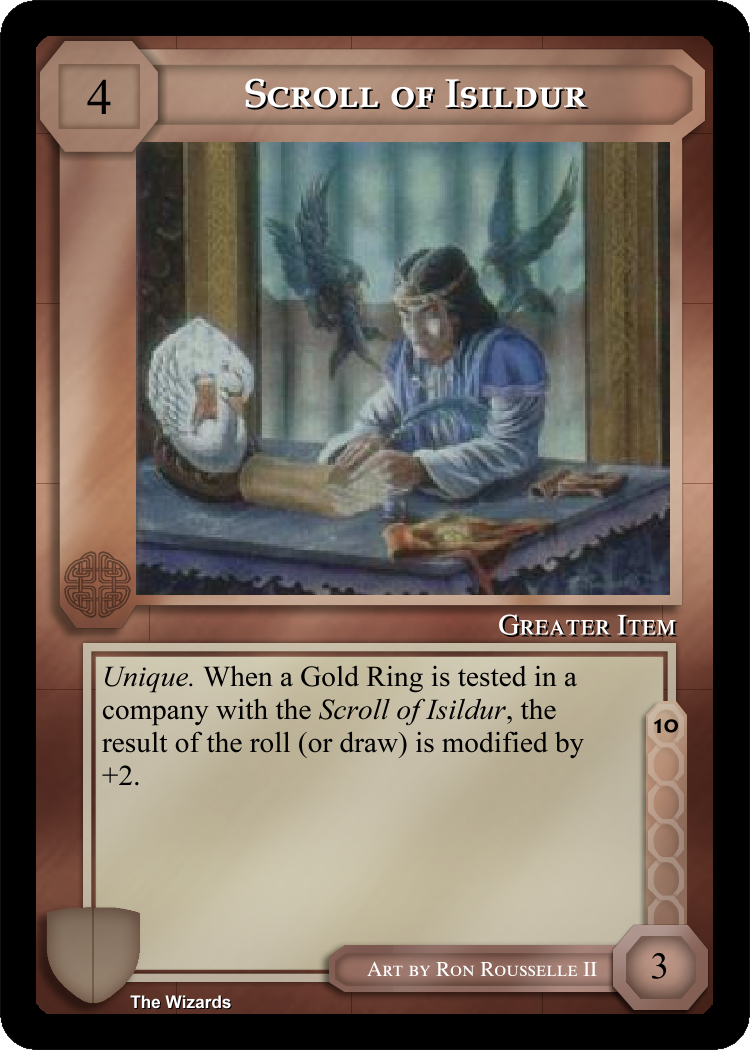 4
Scroll of Isildur
Greater Item
Unique. When a Gold Ring is tested in a
company with the Scroll of Isildur, the
result of the roll (or draw) is modified by
+2.
10
Art by Ron Rousselle II
3
The Wizards